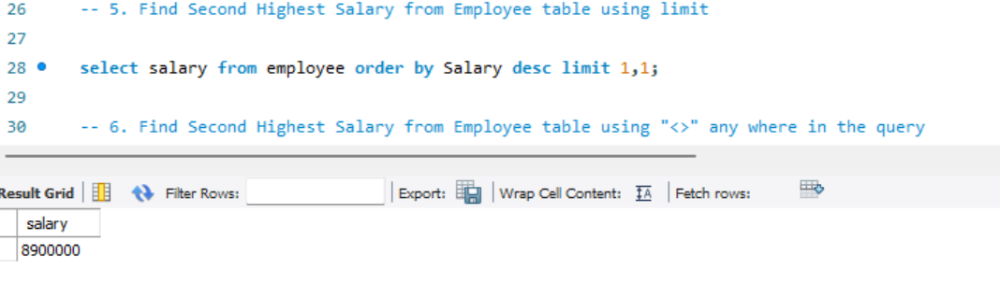 26 -- 5. Find Second Highest Salary from Employee table using limit
27
28 select salary from employee order by Salary desc limit 1,1;
29
30 -- 6. Find Second Highest Salary from Employee table using "<>" any where in the query
Result Grid Filter Rows: Export: Wrap Cell Content: IA Fetch rows:
salary
8900000